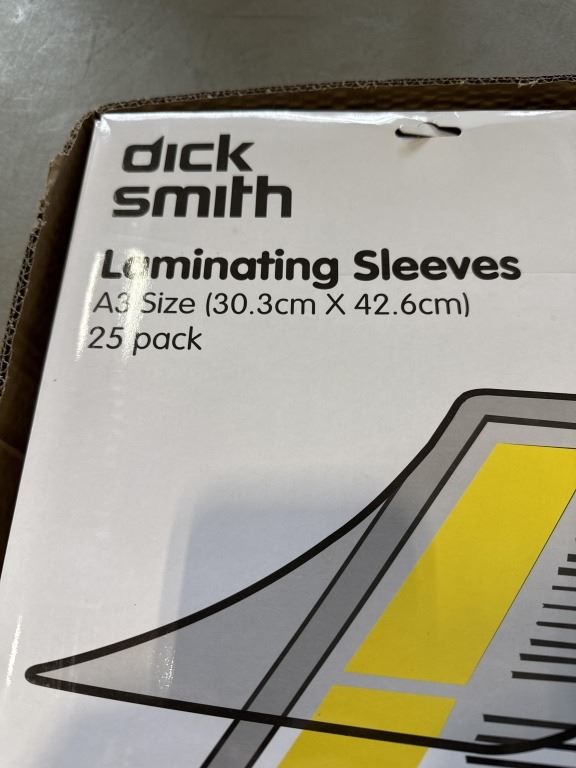 dick
smith
Laminating Sleeves
A3 Size (30.3cm X 42.6cm)
25 pack